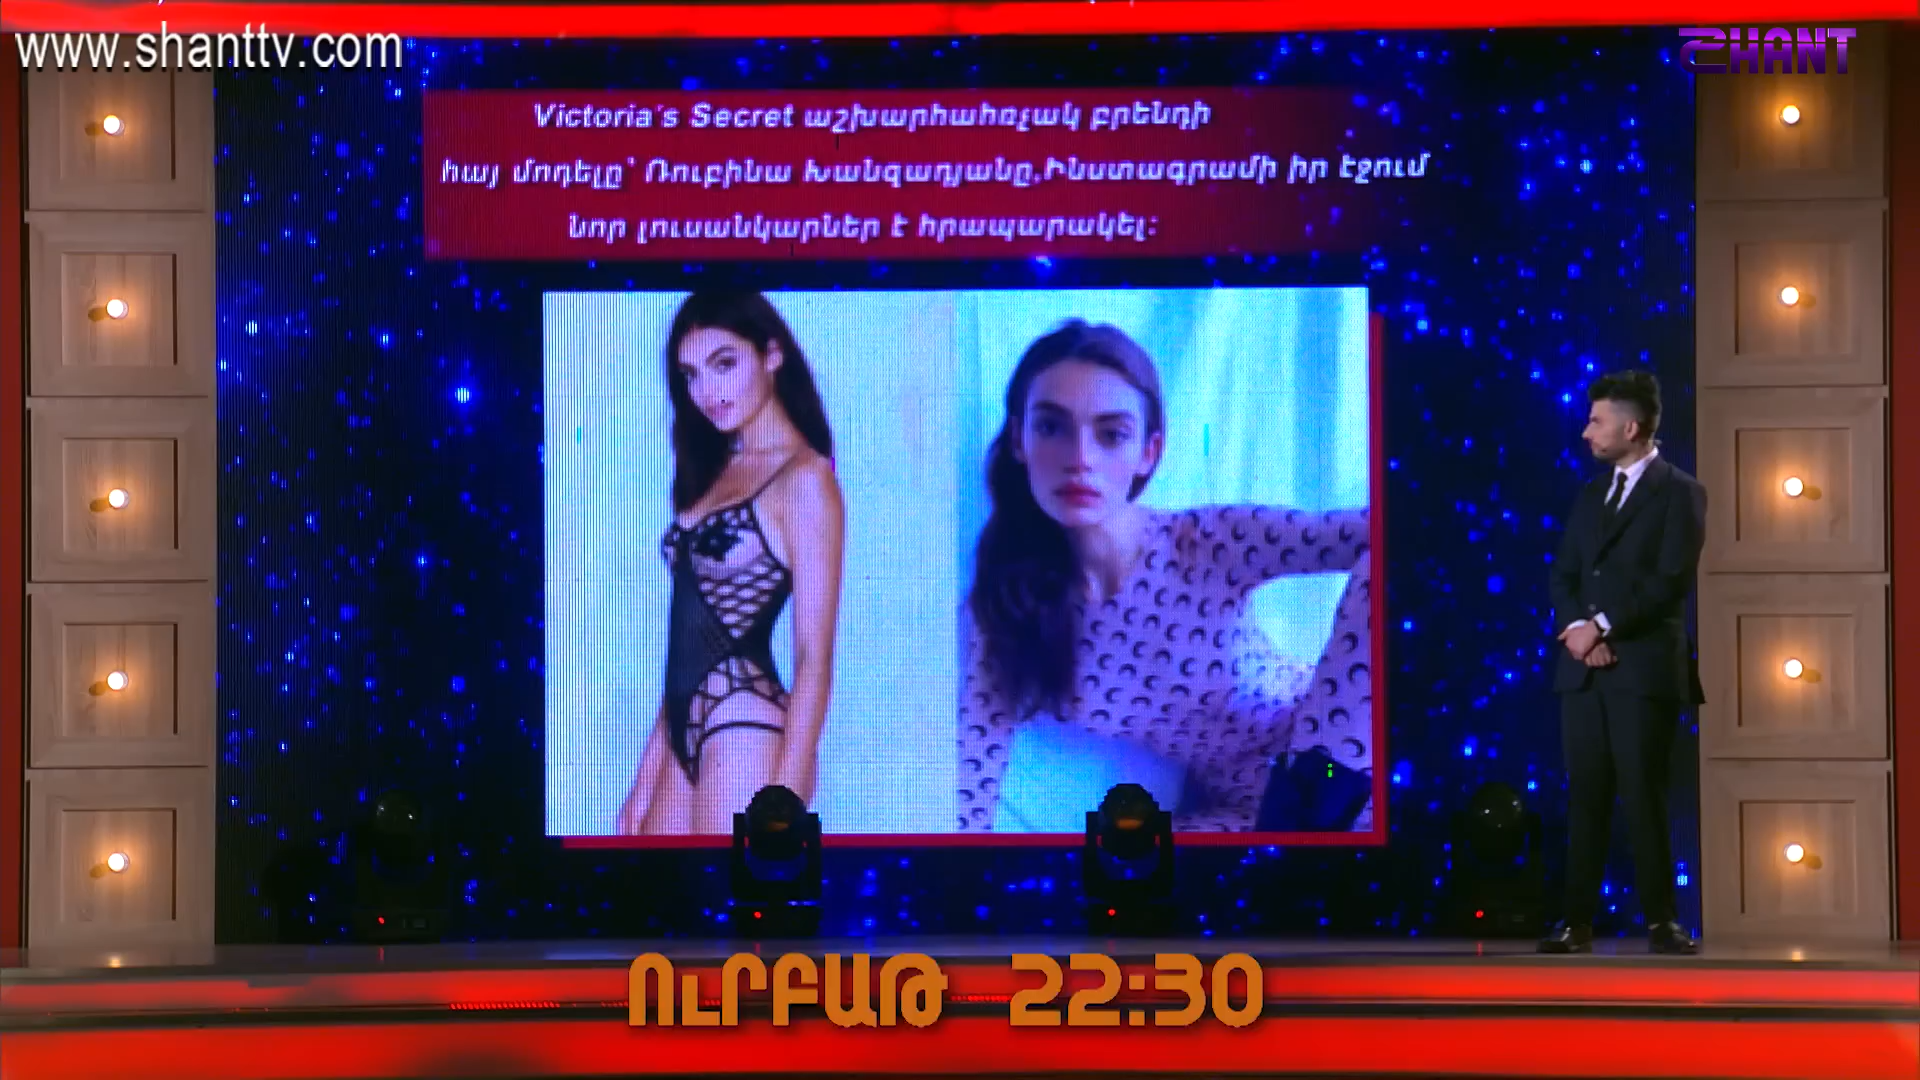 www.shanttv.com
SHANT
Victoria's Secret աշխարհահռչակ բրենդի
հայ մոդելը՝ Ռուբինա Խանզադյանը,Ինստագրամի իր էջում
նոր լուսանկարներ է հրապարակել:
ՈւՐԲԱԹ 22:30